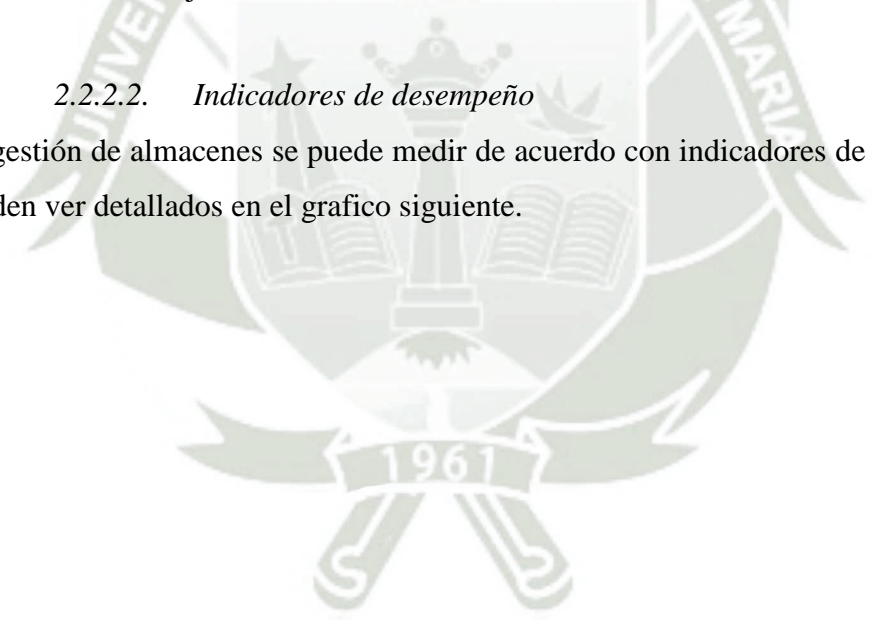 2.2.2.2. Indicadores de desempeño
gestión de almacenes se puede medir de acuerdo con indicadores de
den ver detallados en el grafico siguiente.
MARIA
1961